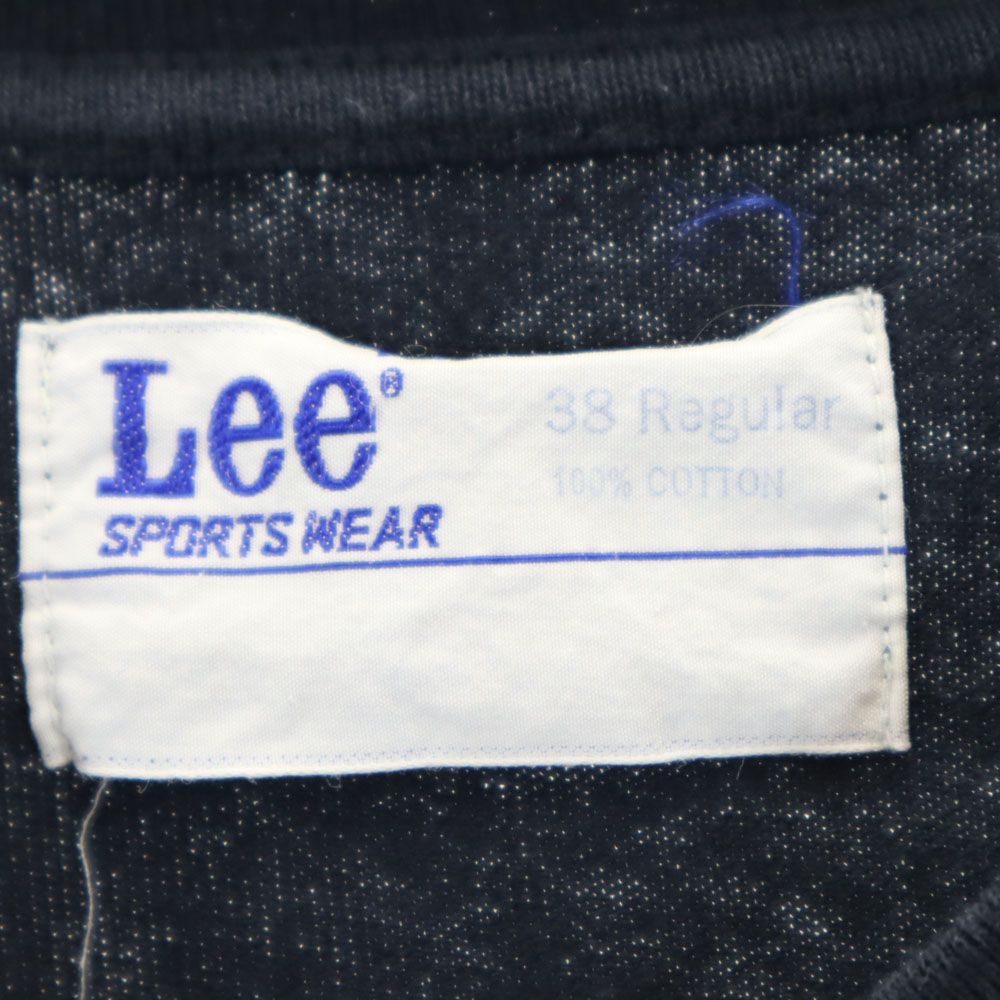 Lee®
SPORTS WEAR
38 Regular
100% COTTON